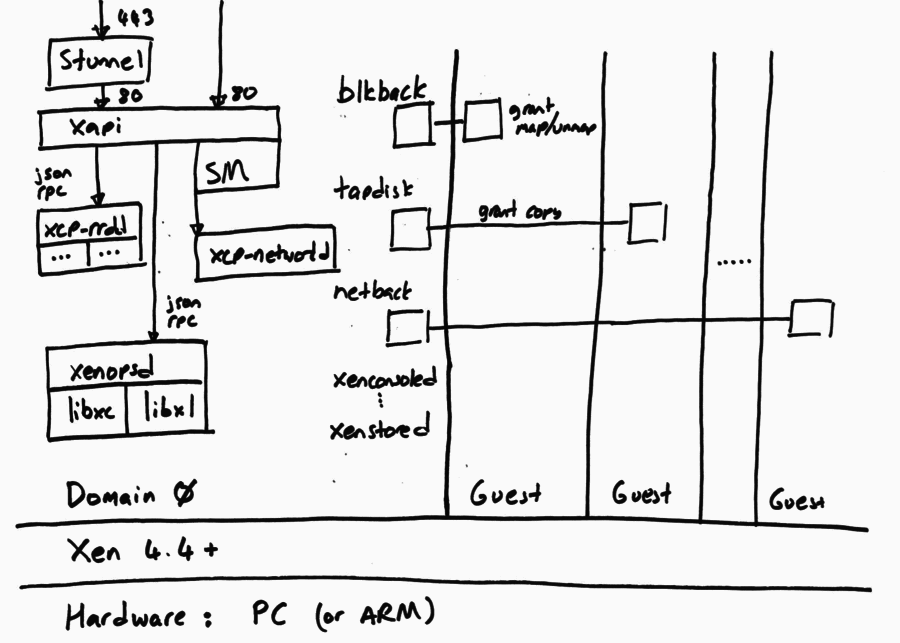 443
Stunnel
80
80
xapi
SM
json
rpc
xcp-rrdd
... ...
xcp-networkd
json
rpc
xenopsd
libxc libxl
blkback
grant
map/unmap
tapdisk
grant copy
.....
netback
xenconsoled
⋮
xenstored
Domain Ø
Guest
Guest
Guest
Xen 4.4+
Hardware: PC (or ARM)